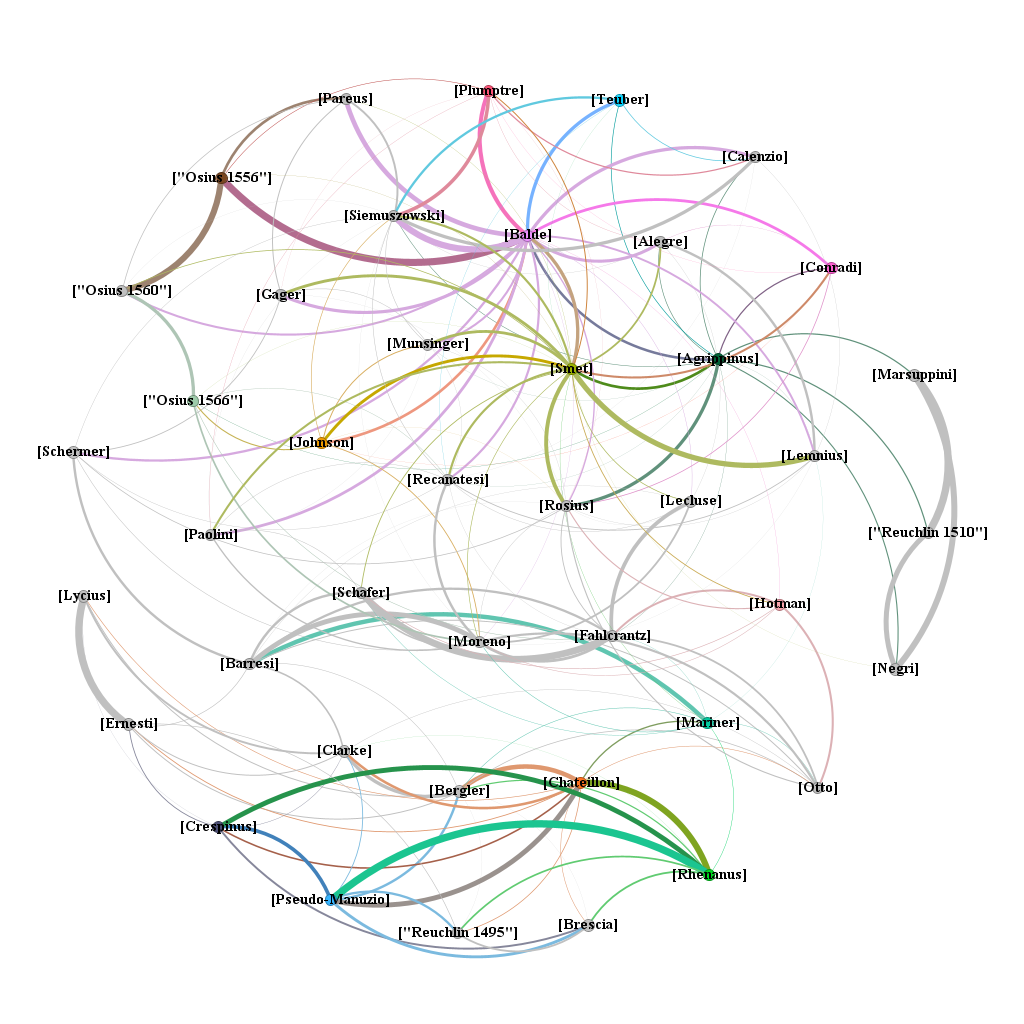 [Plumptre]
[Pareus]
[Teuber]
[Calenzio]
["Osius 1556"]
[Siemuszowski]
[Balde]
[Alegre]
[Conradi]
["Osius 1560"]
[Gager]
[Munsinger]
[Smet]
[Agrippinus]
[Marsuppini]
["Osius 1566"]
[Johnson]
[Schermer]
[Lemnius]
[Recanatesi]
[Rosius]
[Lecluse]
[Paolini]
["Reuchlin 1510"]
[Lycius]
[Schafer]
[Hotman]
[Moreno]
[Fahlcrantz]
[Barresi]
[Negri]
[Ernesti]
[Mariner]
[Clarke]
[Bergler]
[Chateillon]
[Otto]
[Crespinus]
[Rhenanus]
[Pseudo-Manuzio]
["Reuchlin 1495"]
[Brescia]